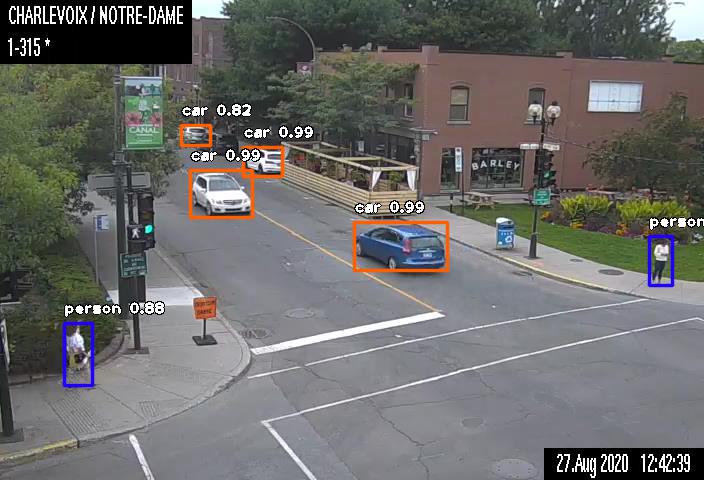 CHARLEVOIX / NOTRE-DAME
1-315 *
car 0.82
car 0.99
car 0.99
CANAL
BARLEY
car 0.99
person
person 0.88
27.Aug 2020 12:42:39